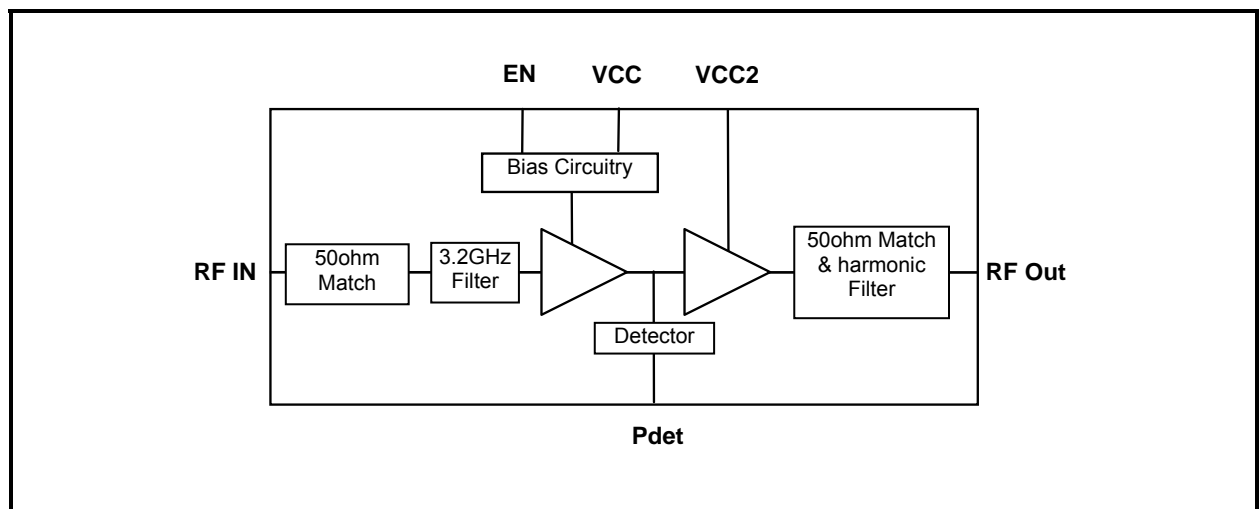 EN VCC VCC2
Bias Circuitry
RF IN
50ohm
Match
3.2GHz
Filter
50ohm Match
& harmonic
Filter
RF Out
Detector
Pdet